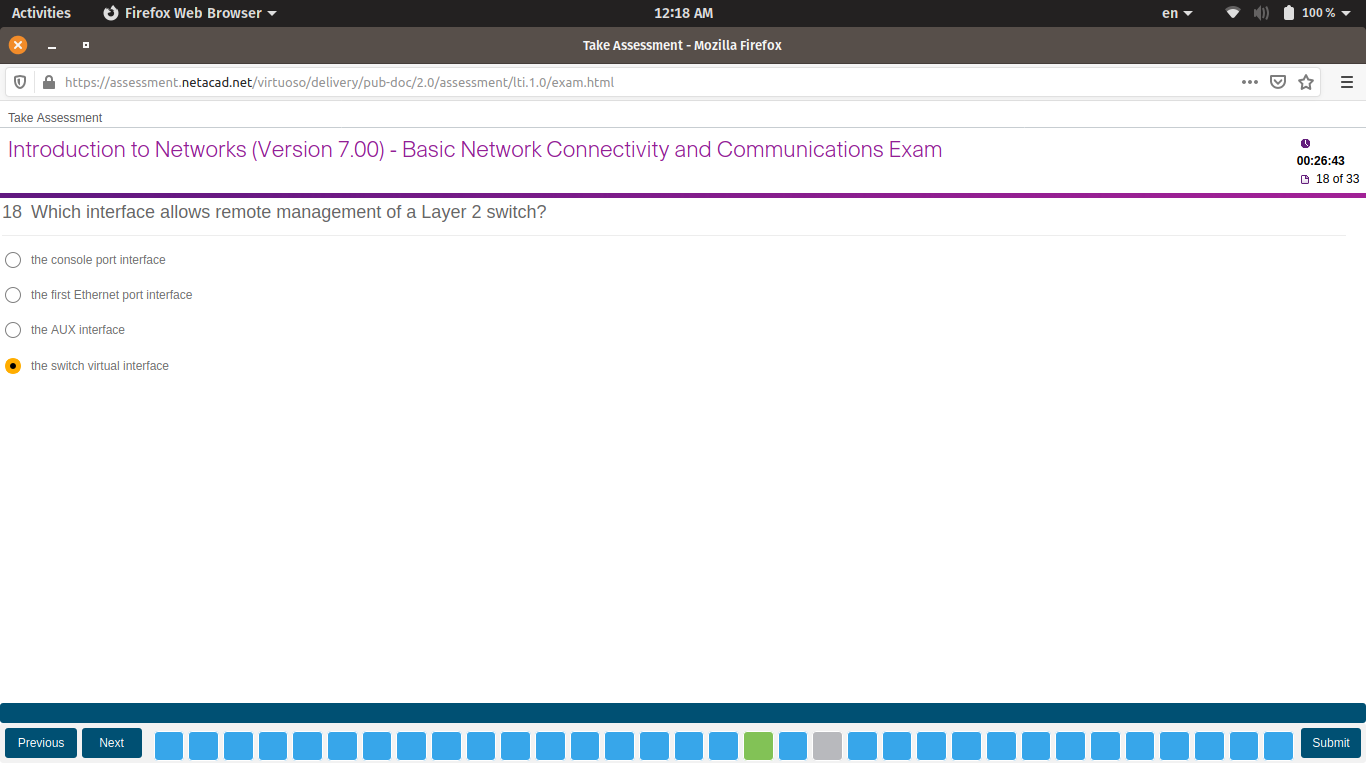 Activities Firefox Web Browser 12:18 AM en 100 %
Take Assessment - Mozilla Firefox
https://assessment.netacad.net/virtuoso/delivery/pub-doc/2.0/assessment/lti.1.0/exam.html
Take Assessment
Introduction to Networks (Version 7.00) - Basic Network Connectivity and Communications Exam
00:26:43
18 of 33
18 Which interface allows remote management of a Layer 2 switch?
the console port interface
the first Ethernet port interface
the AUX interface
the switch virtual interface
Previous Next Submit